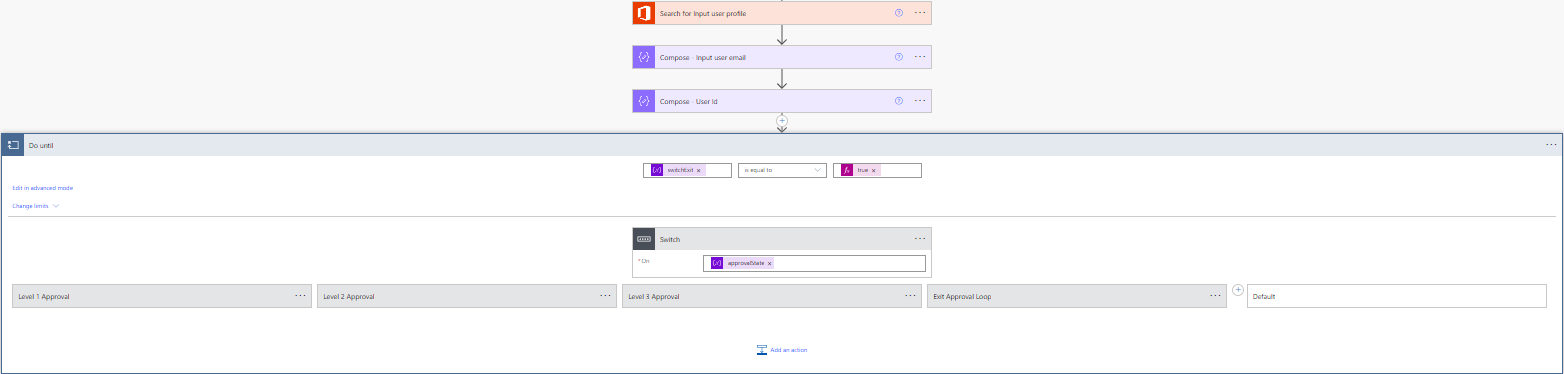 Search for Input user profile
Compose - Input user email
Compose - User Id
Do until
switchExit
is equal to
true
Edit in advanced mode
Change limits
Switch
* On
approvalState
Level 1 Approval
Level 2 Approval
Level 3 Approval
Exit Approval Loop
Default
Add an action